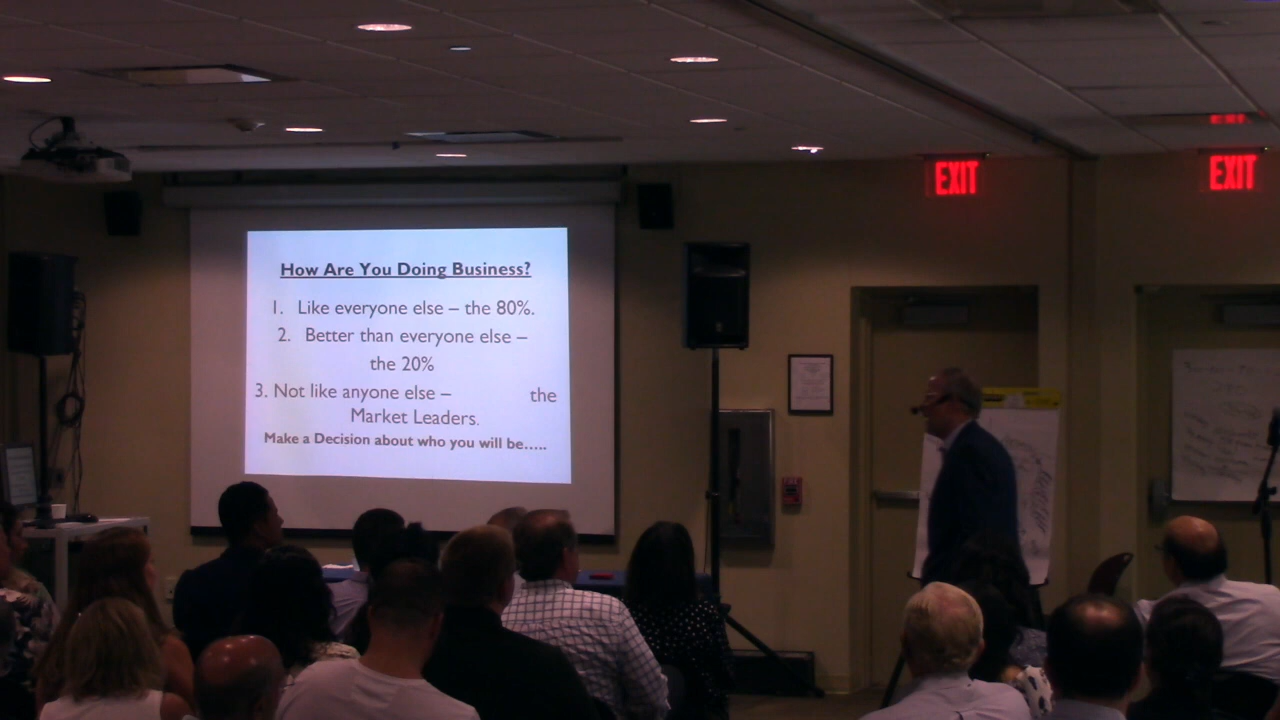 EXIT
EXIT
How Are You Doing Business?
1. Like everyone else – the 80%.
2. Better than everyone else –
the 20%
3. Not like anyone else – the
Market Leaders.
Make a Decision about who you will be.....